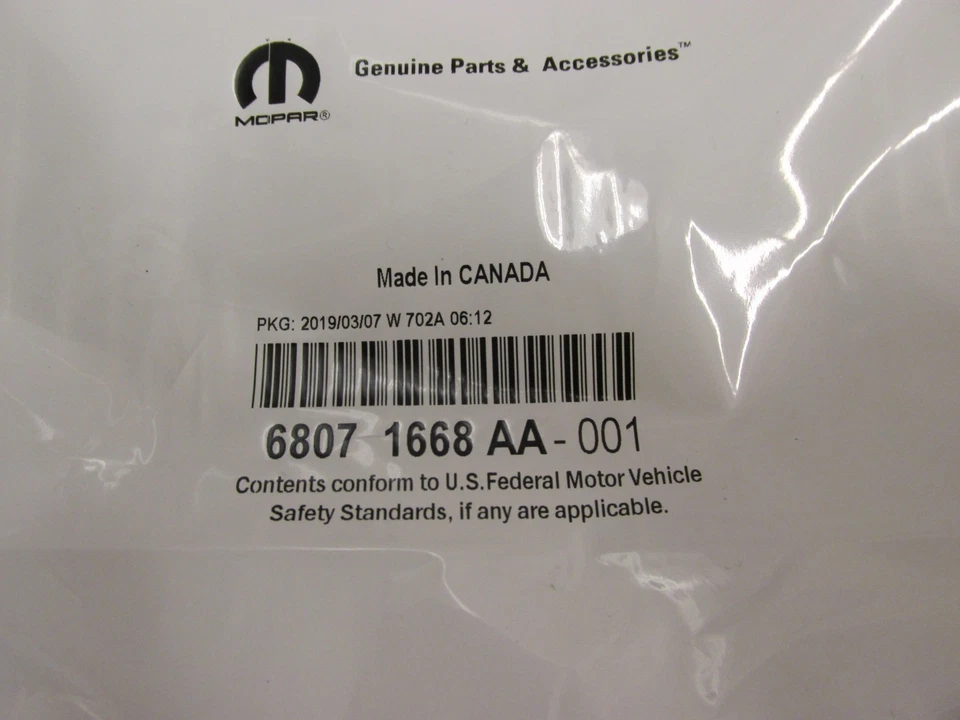 Genuine Parts & Accessories™
MOPAR®
Made In CANADA
PKG: 2019/03/07 W 702A 06:12
6807 1668 AA - 001
Contents conform to U.S.Federal Motor Vehicle
Safety Standards, if any are applicable.